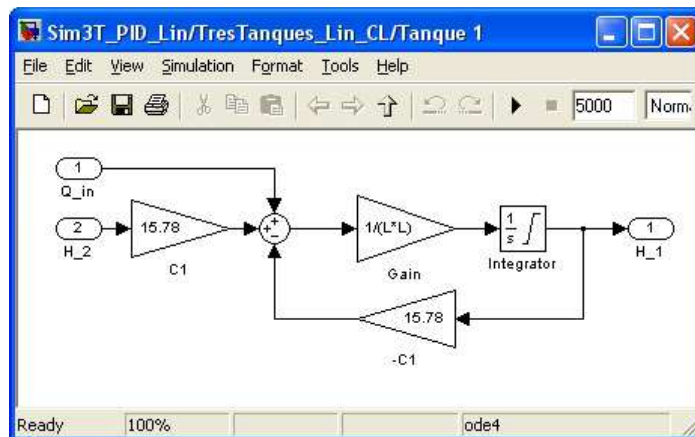 Sim3T_PID_Lin/TresTanques_Lin_CL/Tanque 1
File Edit View Simulation Format Tools Help
5000 Norm
1
Q_in
2
H_2
15.78
C1
++−
1/(L*L)
Gain
1/s
Integrator
1
H_1
15.78
-C1
Ready 100% ode4